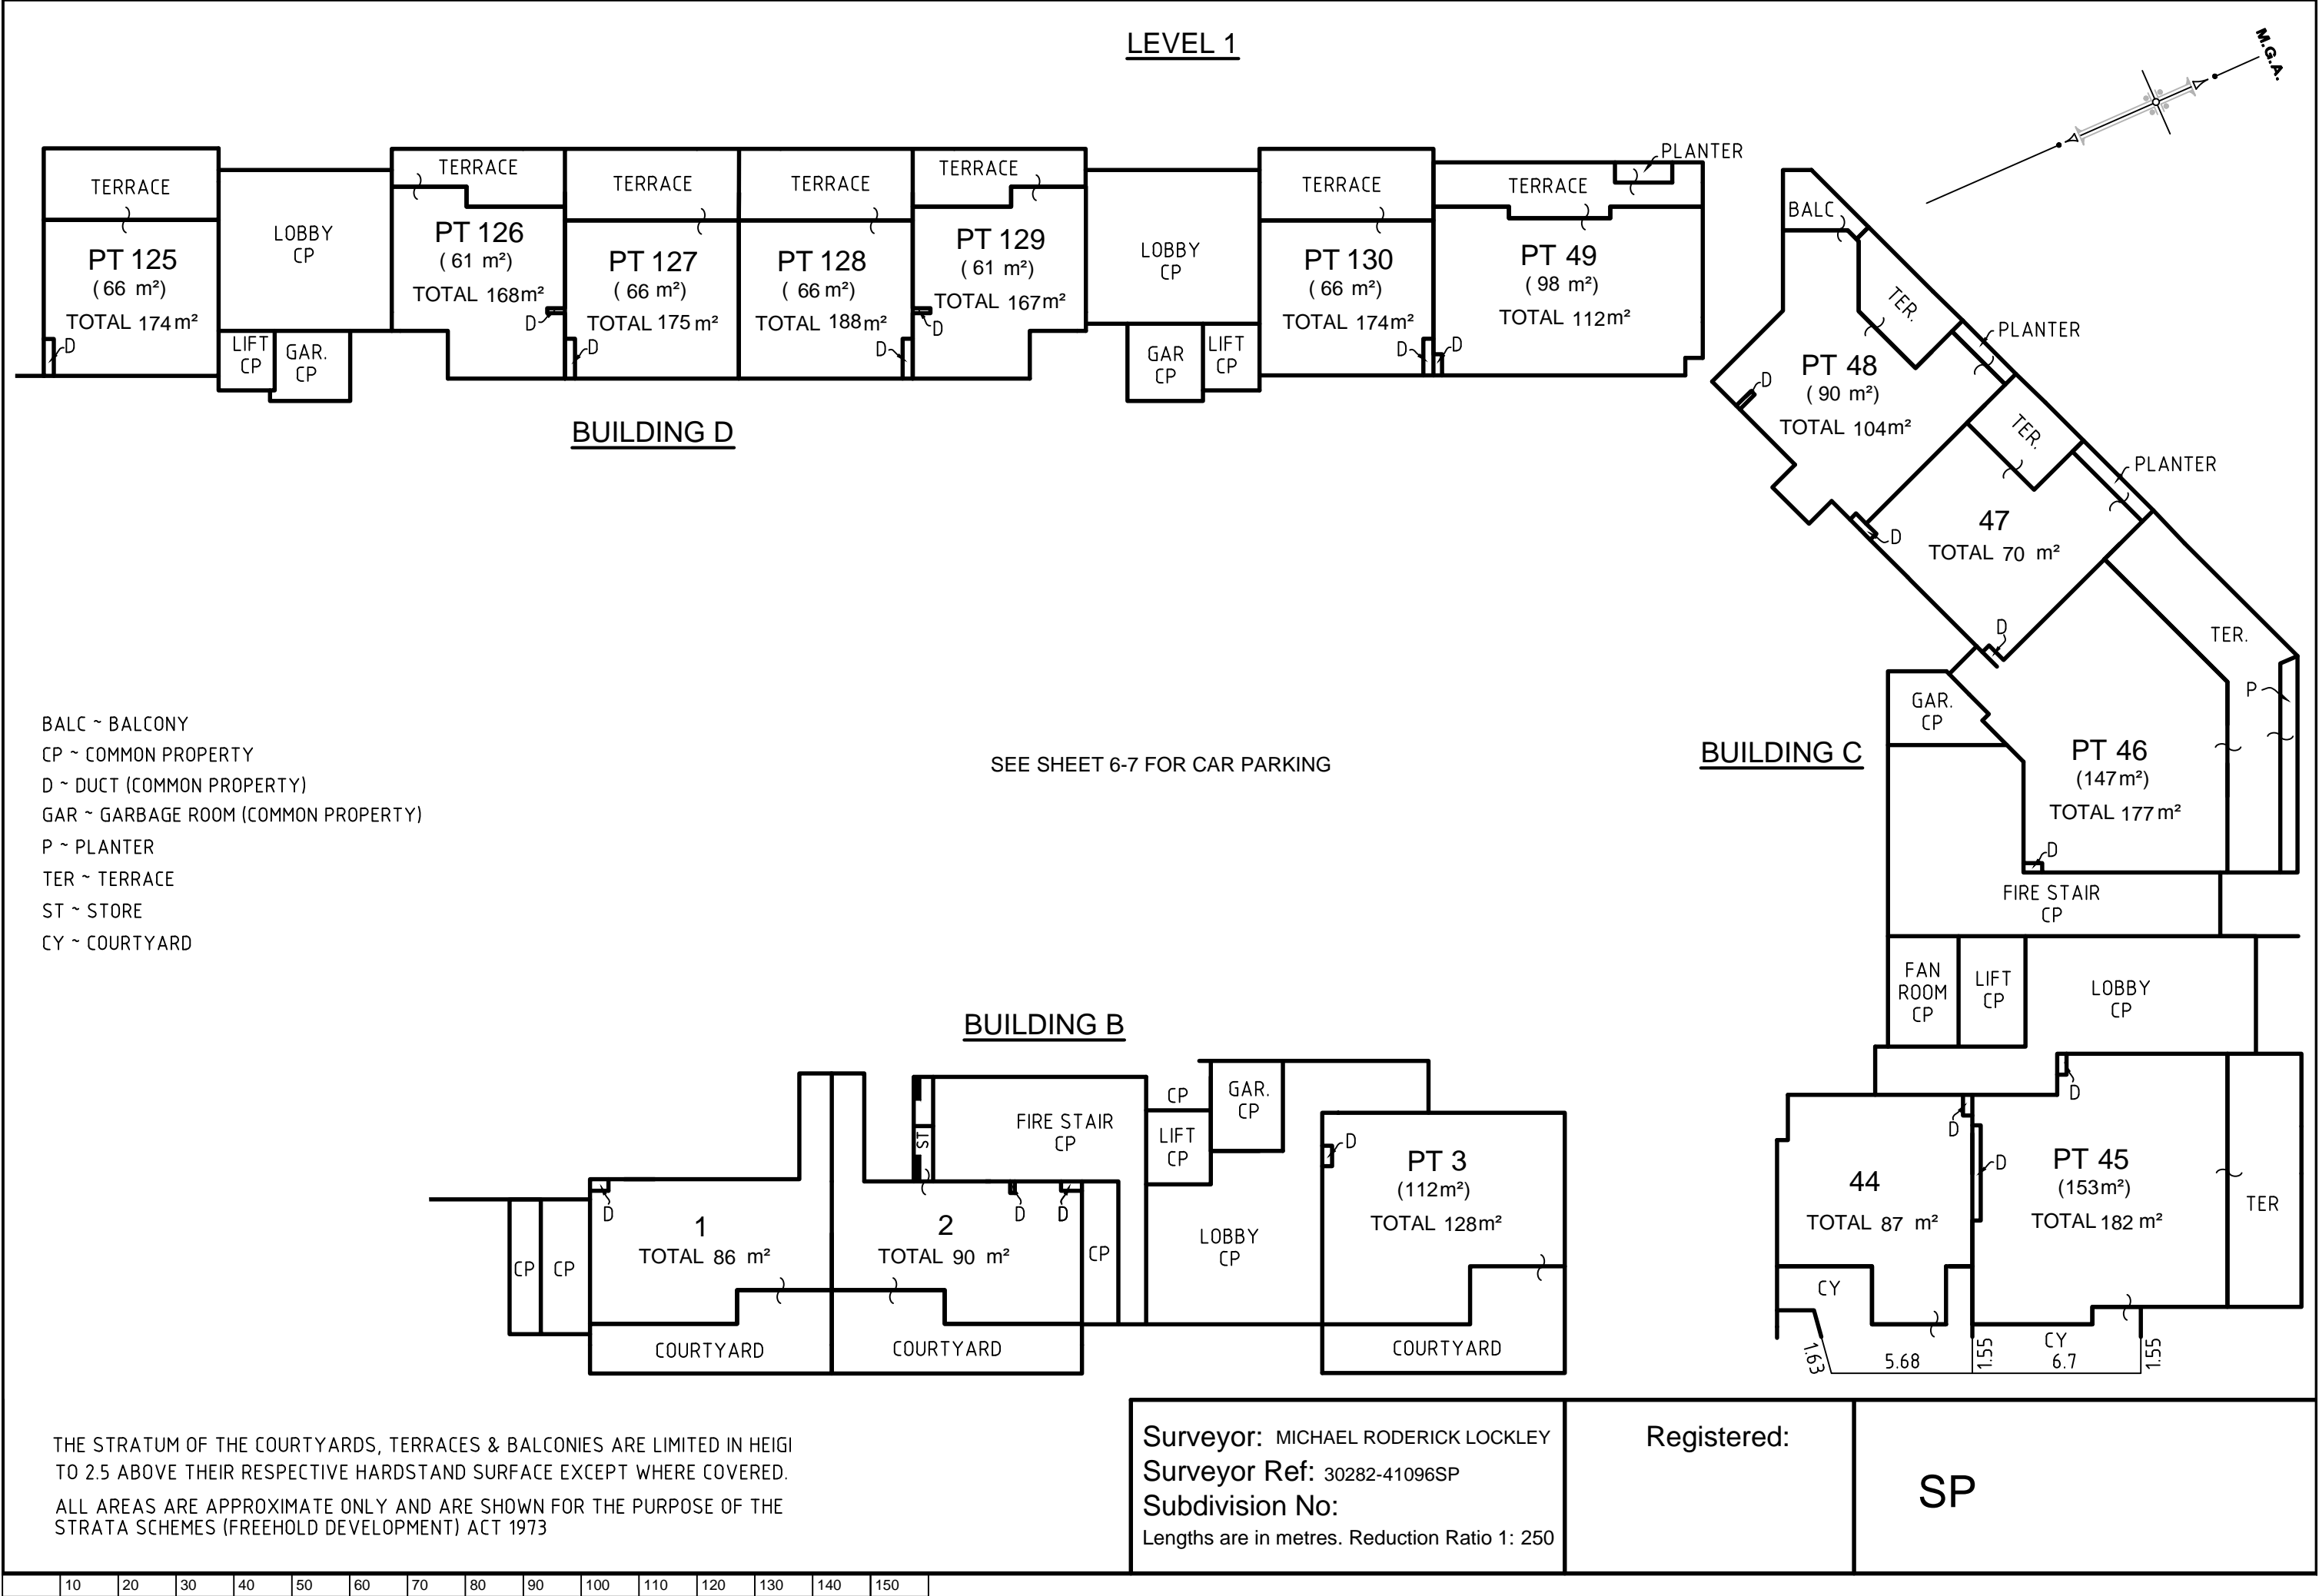 LEVEL 1
M.G.A.
TERRACE
PT 125
( 66 m²)
TOTAL 174 m²
D
LOBBY
CP
LIFT
CP
GAR.
CP
TERRACE
PT 126
( 61 m²)
TOTAL 168m²
D
TERRACE
PT 127
( 66 m²)
TOTAL 175 m²
D
TERRACE
PT 128
( 66 m²)
TOTAL 188m²
D
TERRACE
PT 129
( 61 m²)
TOTAL 167m²
D
LOBBY
CP
GAR
CP
LIFT
CP
TERRACE
PT 130
( 66 m²)
TOTAL 174m²
D
PLANTER
TERRACE
PT 49
( 98 m²)
TOTAL 112m²
D
BUILDING D
BALC
TER.
PLANTER
PT 48
( 90 m²)
TOTAL 104m²
D
TER.
PLANTER
47
TOTAL 70 m²
D
D
TER.
P
GAR.
CP
BUILDING C
PT 46
(147m²)
TOTAL 177m²
D
FIRE STAIR
CP
FAN
ROOM
CP
LIFT
CP
LOBBY
CP
D
D
D
44
TOTAL 87 m²
PT 45
(153m²)
TOTAL 182 m²
TER
CY
CY
1.63
5.68
1.55
6.7
1.55
BALC ~ BALCONY
CP ~ COMMON PROPERTY
D ~ DUCT (COMMON PROPERTY)
GAR ~ GARBAGE ROOM (COMMON PROPERTY)
P ~ PLANTER
TER ~ TERRACE
ST ~ STORE
CY ~ COURTYARD
SEE SHEET 6-7 FOR CAR PARKING
BUILDING B
CP
CP
D
1
TOTAL 86 m²
COURTYARD
ST
FIRE STAIR
CP
D
D
2
TOTAL 90 m²
COURTYARD
CP
CP
LIFT
CP
GAR.
CP
LOBBY
CP
D
PT 3
(112m²)
TOTAL 128m²
COURTYARD
THE STRATUM OF THE COURTYARDS, TERRACES & BALCONIES ARE LIMITED IN HEIGI
TO 2.5 ABOVE THEIR RESPECTIVE HARDSTAND SURFACE EXCEPT WHERE COVERED.
ALL AREAS ARE APPROXIMATE ONLY AND ARE SHOWN FOR THE PURPOSE OF THE
STRATA SCHEMES (FREEHOLD DEVELOPMENT) ACT 1973
Surveyor: MICHAEL RODERICK LOCKLEY
Surveyor Ref: 30282-41096SP
Subdivision No:
Lengths are in metres. Reduction Ratio 1: 250
Registered:
SP
10 20 30 40 50 60 70 80 90 100 110 120 130 140 150